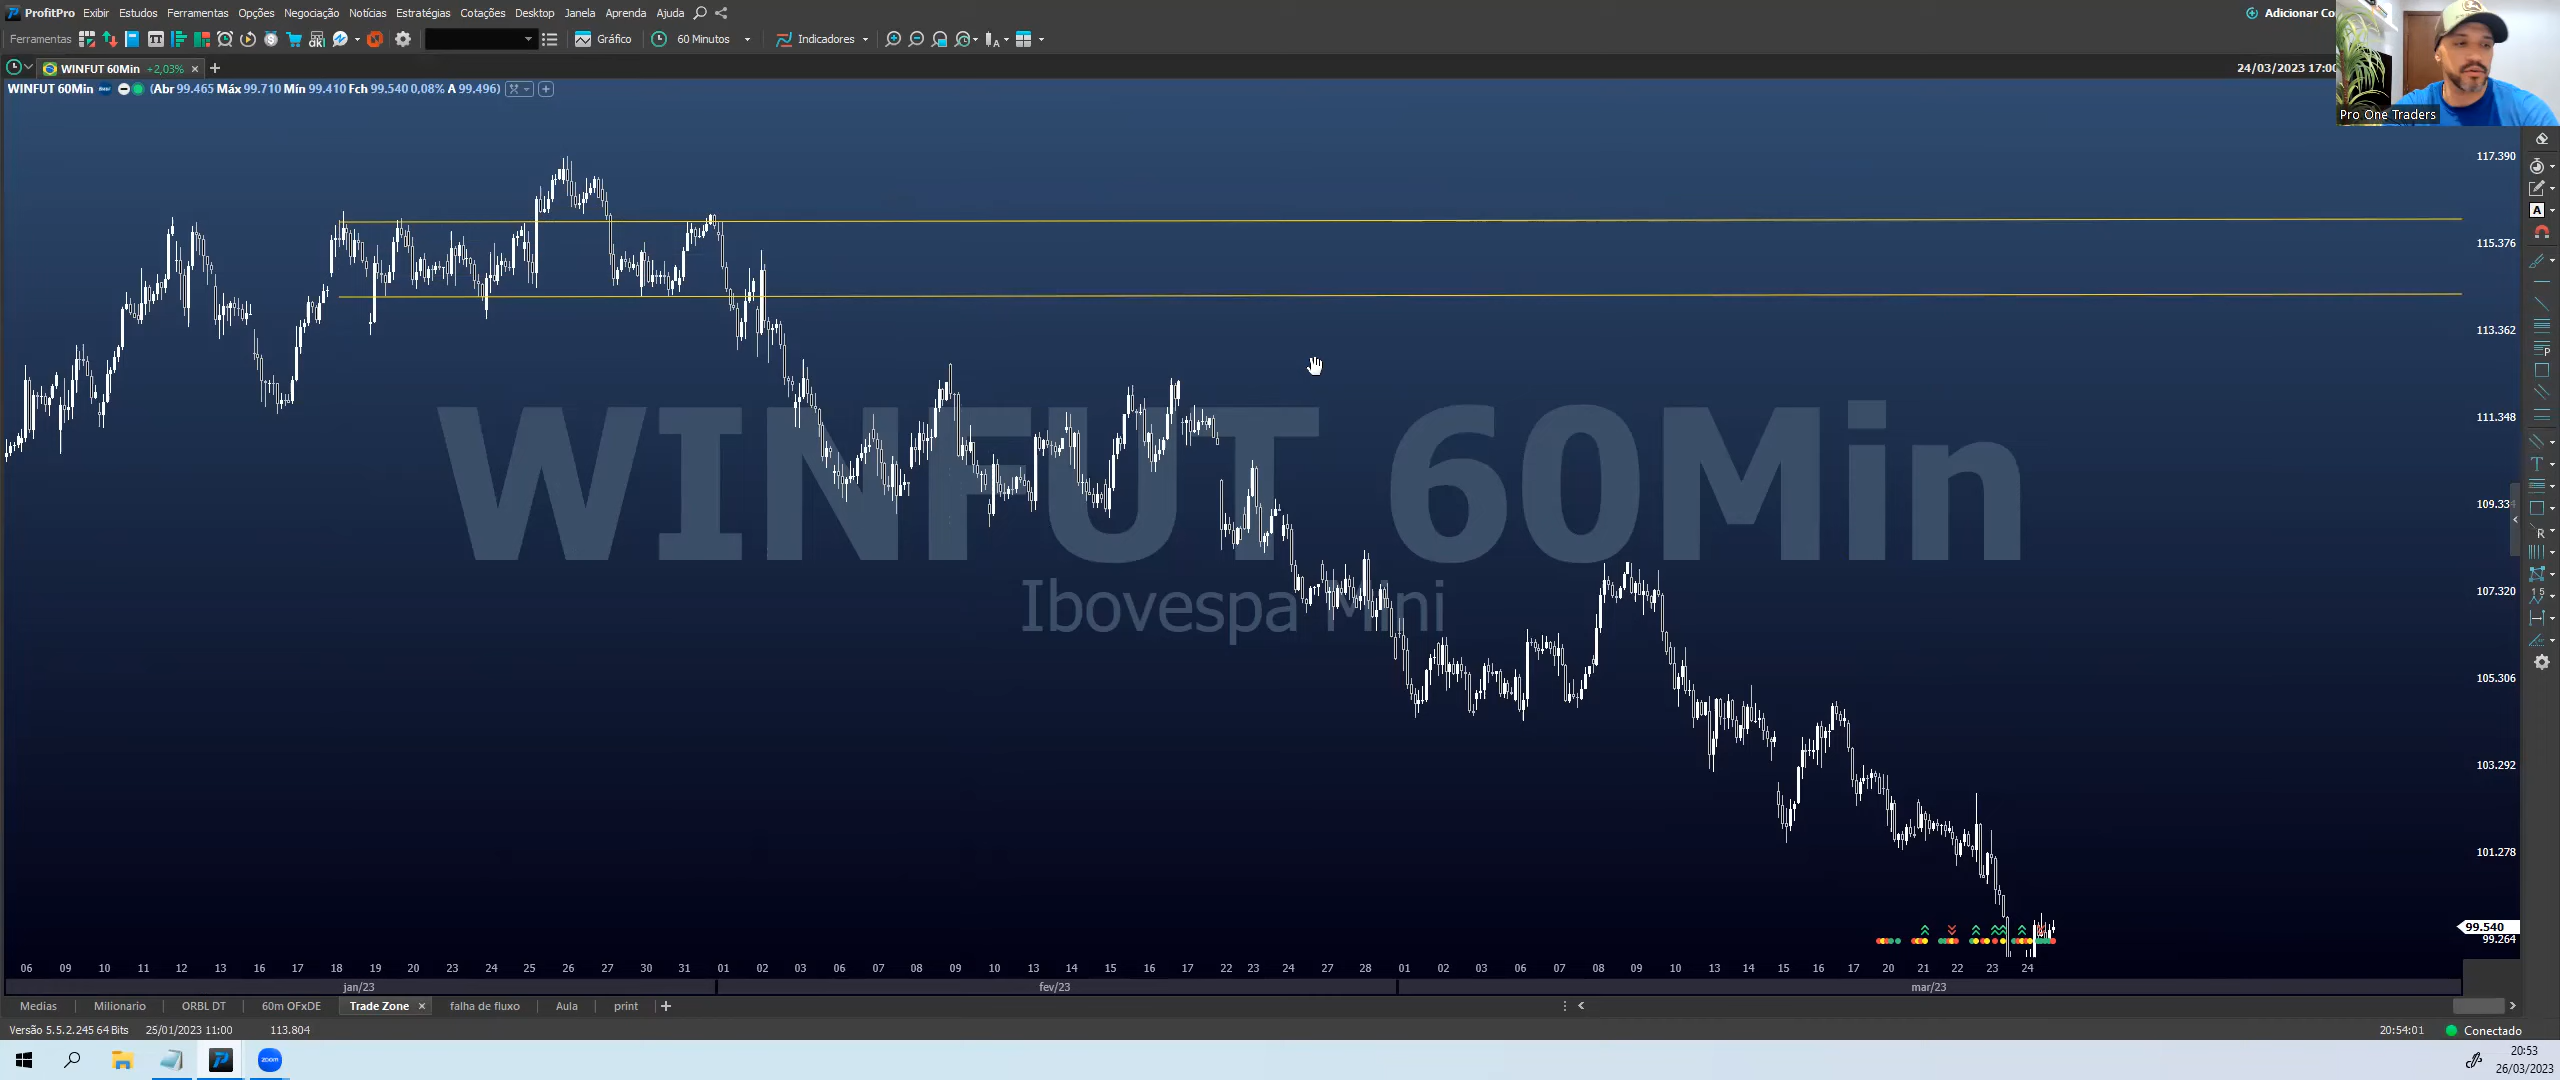 ProfitPro Exibir Estudos Ferramentas Opções Negociação Notícias Estratégias Cotações Desktop Janela Aprenda Ajuda
Adicionar Co
Ferramentas
Gráfico 60 Minutos Indicadores
WINFUT 60Min +2,03%
24/03/2023 17:00
WINFUT 60Min (Abr 99.465 Máx 99.710 Mín 99.410 Fch 99.540 0,08% A 99.496)
Pro One Traders
117.390
115.376
113.362
111.348
109.334
107.320
105.306
103.292
101.278
99.540
99.264
WINFUT 60Min
Ibovespa Mini
06 09 10 11 12 13 16 17 18 19 20 23 24 25 26 27 30 31 01 02 03 06 07 08 09 10 13 14 15 16 17 22 23 24 27 28 01 02 03 06 07 08 09 10 13 14 15 16 17 20 21 22 23 24
jan/23 fev/23 mar/23
Medias Milionario ORBL DT 60m OFxDE Trade Zone falha de fluxo Aula print
Versão 5.5.2.245 64 Bits 25/01/2023 11:00 113.804
20:54:01 Conectado
zoom
20:53
26/03/2023